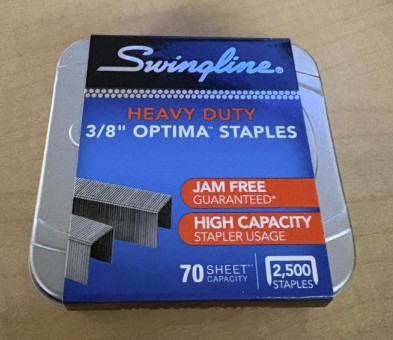 Swingline®
HEAVY DUTY
3/8" OPTIMA™ STAPLES
JAM FREE
GUARANTEED*
HIGH CAPACITY
STAPLER USAGE
70 SHEET**
CAPACITY
2,500
STAPLES